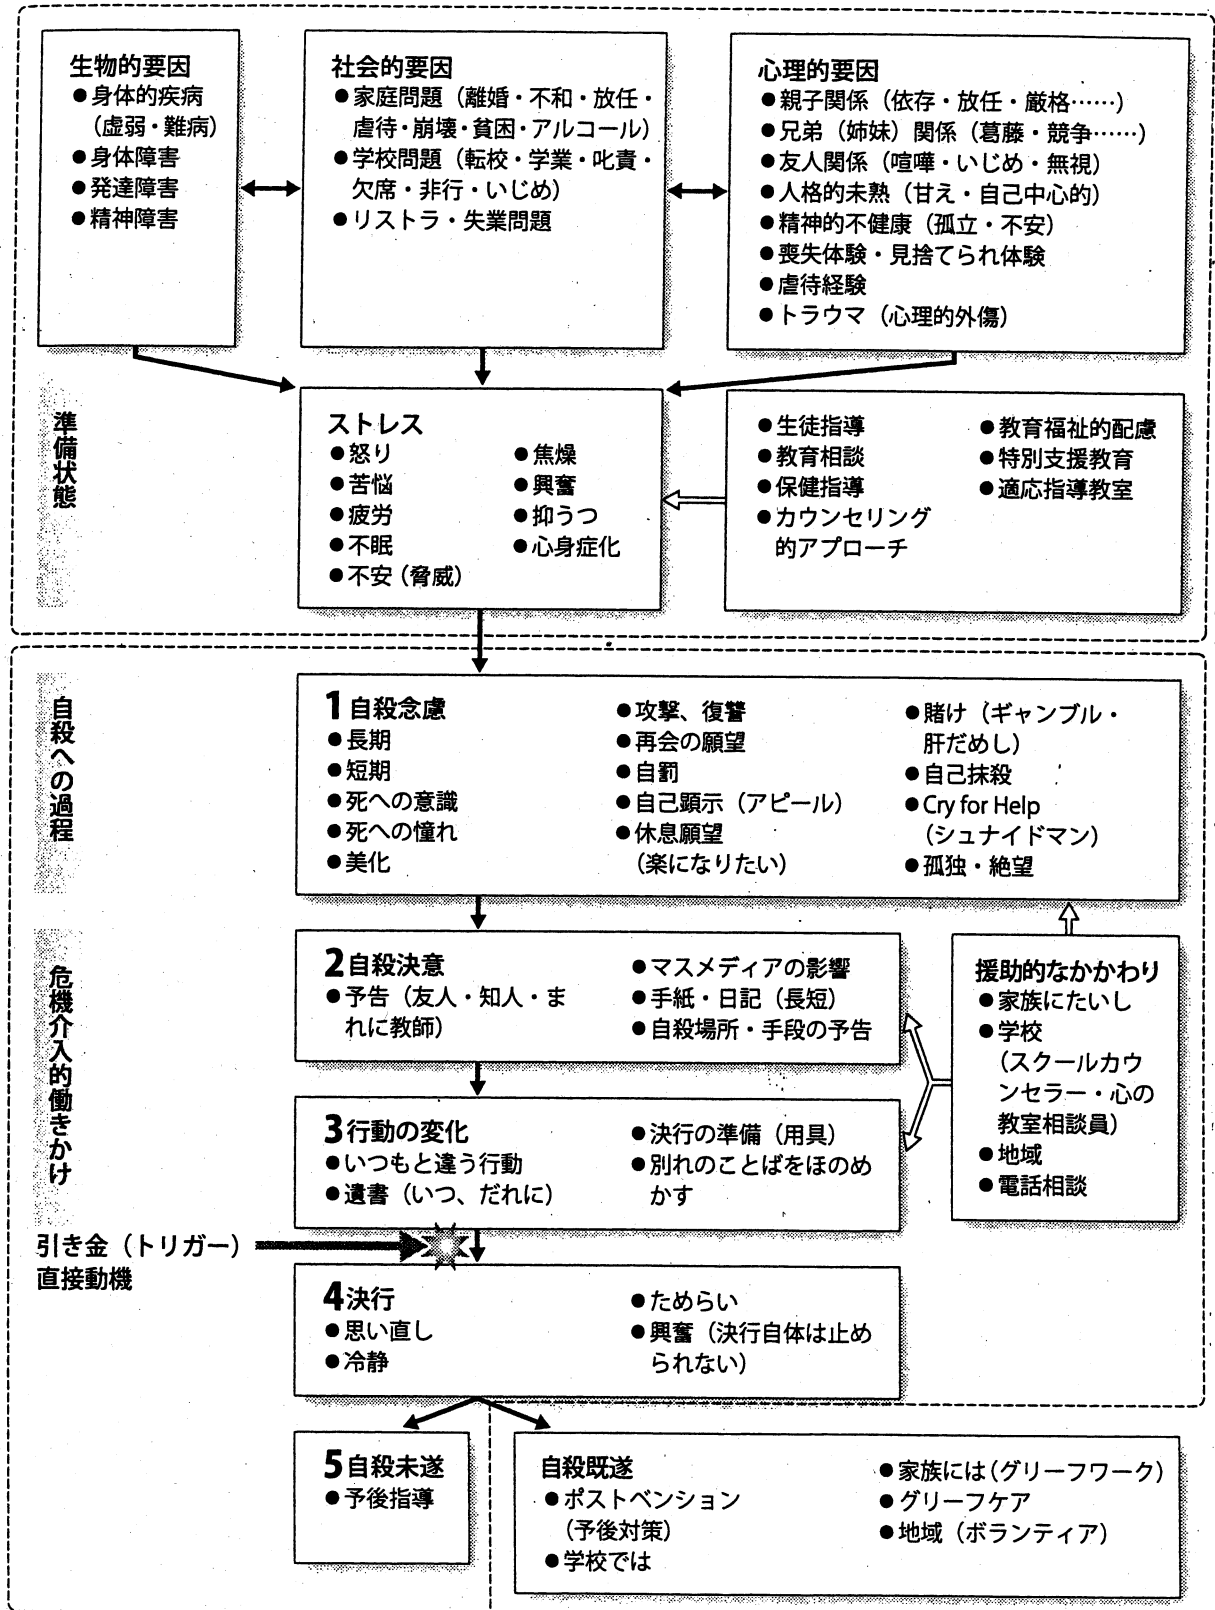 生物的要因
●身体的疾病
（虚弱・難病）
●身体障害
●発達障害
●精神障害
社会的要因
●家庭問題（離婚・不和・放任・
虐待・崩壊・貧困・アルコール）
●学校問題（転校・学業・叱責・
欠席・非行・いじめ）
●リストラ・失業問題
心理的要因
●親子関係（依存・放任・厳格……）
●兄弟（姉妹）関係（葛藤・競争……）
●友人関係（喧嘩・いじめ・無視）
●人格的未熟（甘え・自己中心的）
●精神的不健康（孤立・不安）
●喪失体験・見捨てられ体験
●虐待経験
●トラウマ（心理的外傷）
準備状態
ストレス
●怒り
●苦悩
●疲労
●不眠
●不安（脅威）
●焦燥
●興奮
●抑うつ
●心身症化
●生徒指導
●教育相談
●保健指導
●カウンセリング
的アプローチ
●教育福祉的配慮
●特別支援教育
●適応指導教室
自殺への過程
1自殺念慮
●長期
●短期
●死への意識
●死への憧れ
●美化
●攻撃、復讐
●再会の願望
●自罰
●自己顕示（アピール）
●休息願望
（楽になりたい）
●賭け（ギャンブル・
肝だめし）
●自己抹殺
●Cry for Help
（シュナイドマン）
●孤独・絶望
危機介入的働きかけ
2自殺決意
●予告（友人・知人・ま
れに教師）
●マスメディアの影響
●手紙・日記（長短）
●自殺場所・手段の予告
援助的なかかわり
●家族にたいし
●学校
（スクールカウ
ンセラー・心の
教室相談員）
●地域
●電話相談
3行動の変化
●いつもと違う行動
●遺書（いつ、だれに）
●決行の準備（用具）
●別れのことばをほのめ
かす
引き金（トリガー）
直接動機
4決行
●思い直し
●冷静
●ためらい
●興奮（決行自体は止め
られない）
5自殺未遂
●予後指導
自殺既遂
●ポストベンション
（予後対策）
●学校では
●家族には（グリーフワーク）
●グリーフケア
●地域（ボランティア）